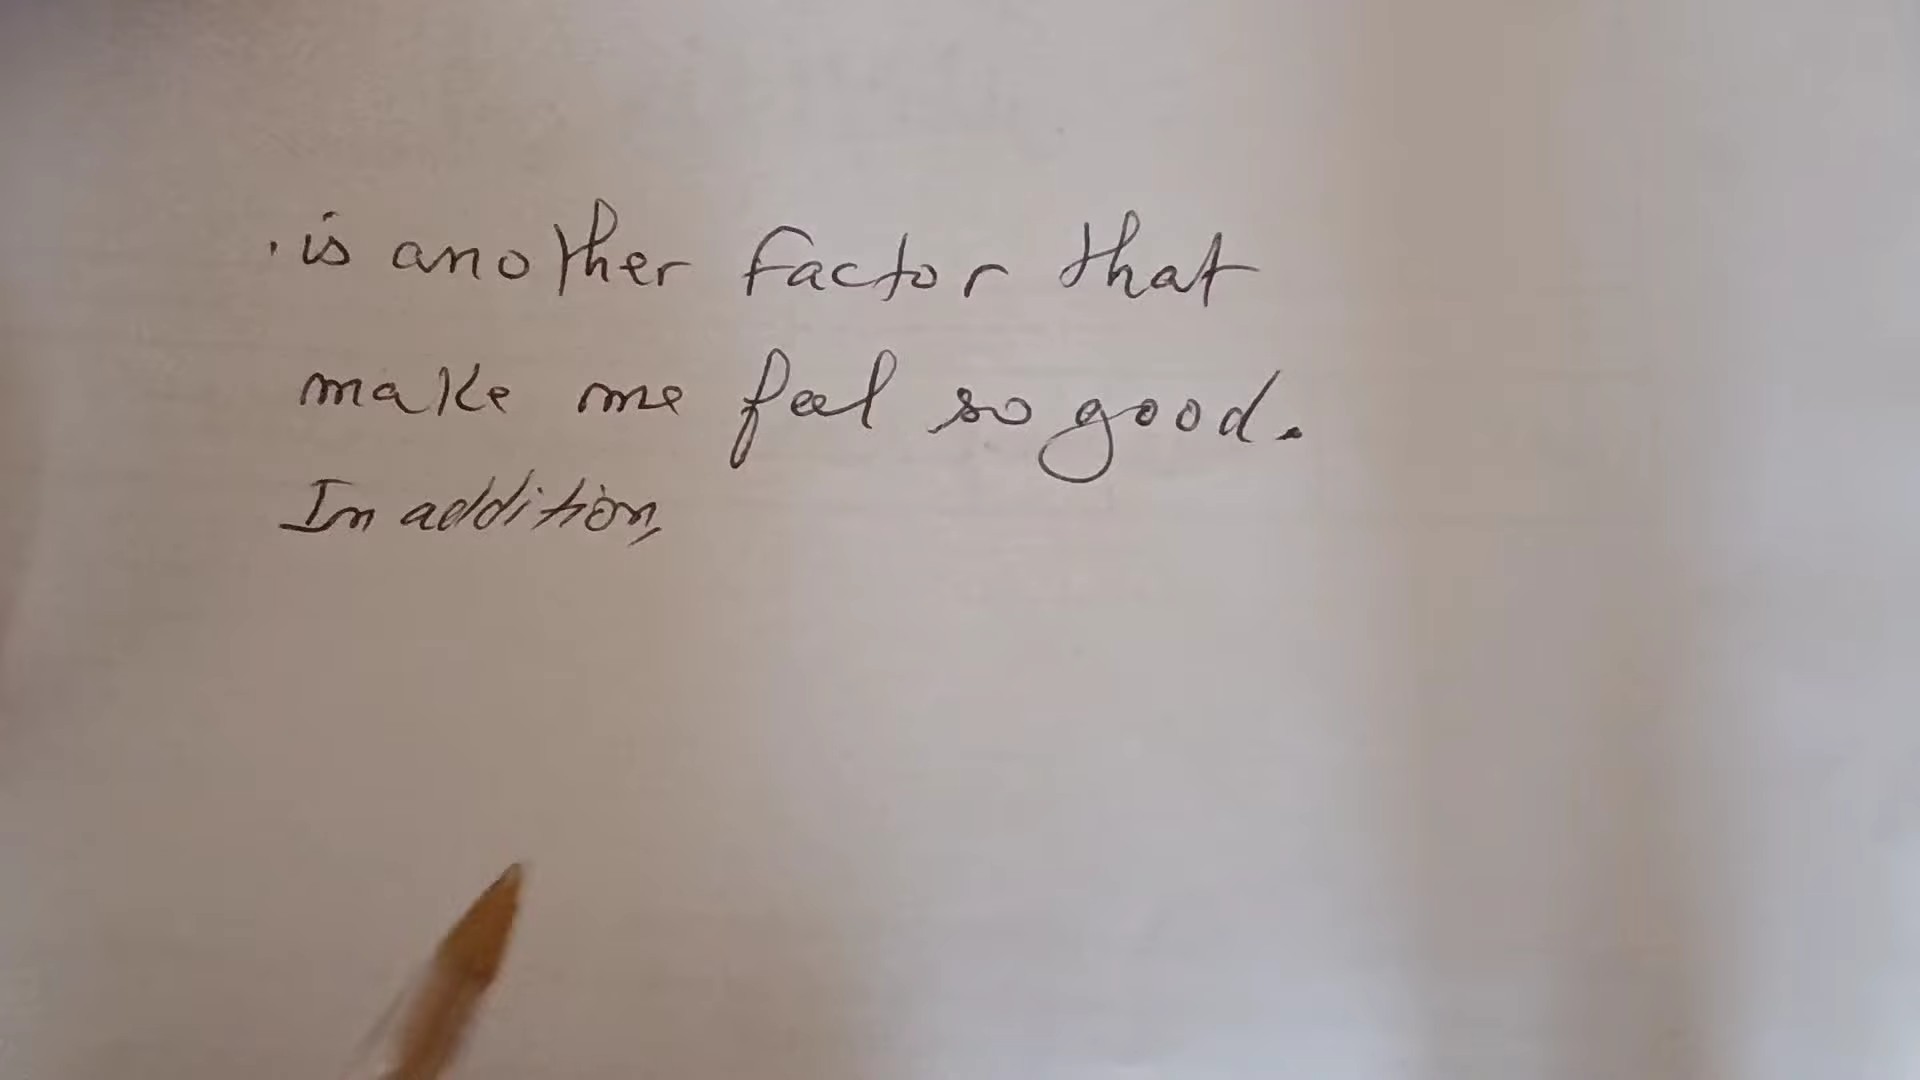 . is another factor that
make me feel so good.
In addition,